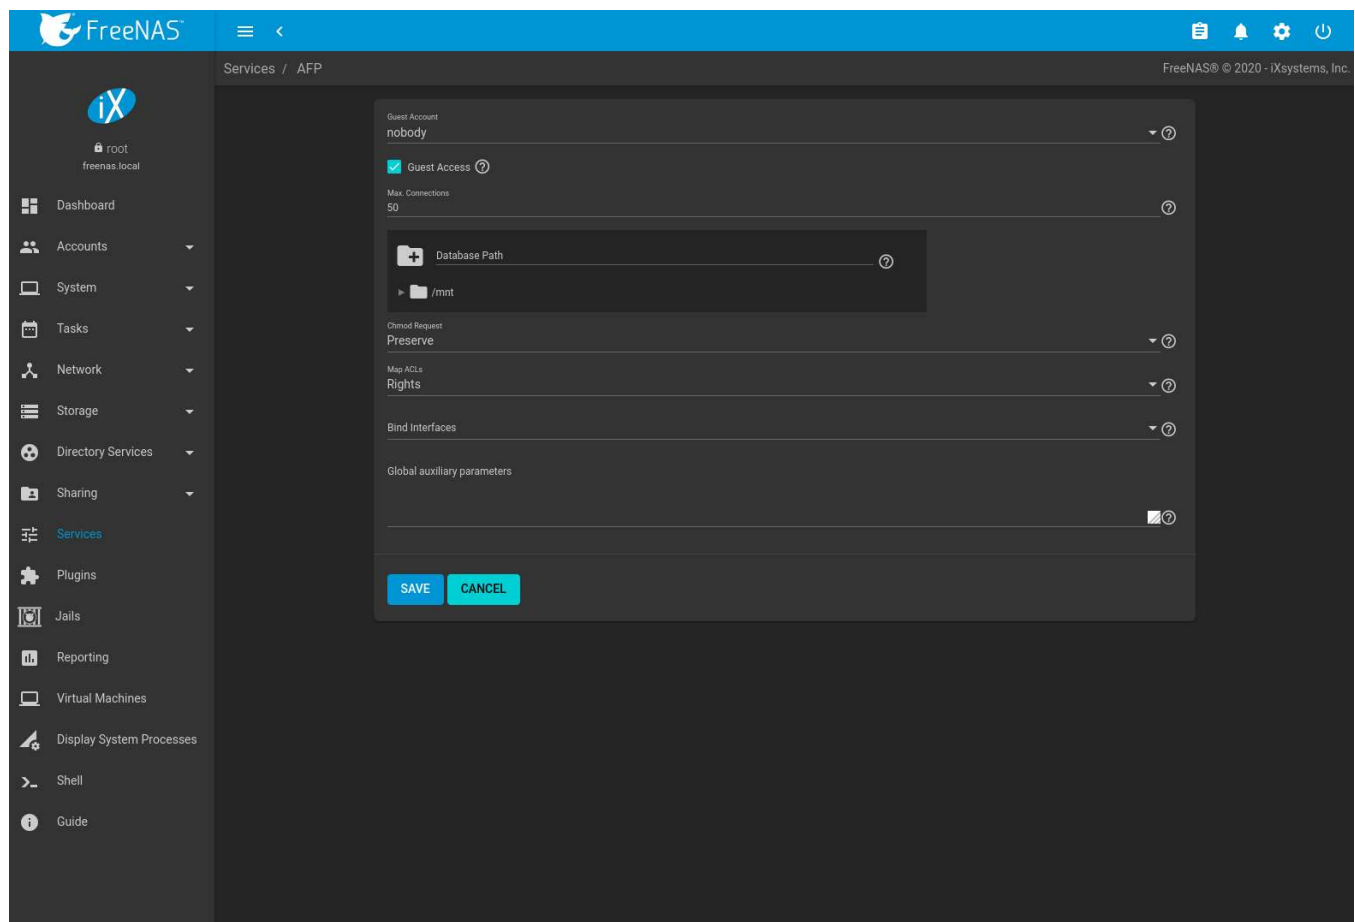 FreeNAS
Services / AFP
FreeNAS® © 2020 - iXsystems, Inc.
iX
root
freenas.local
Dashboard
Accounts
System
Tasks
Network
Storage
Directory Services
Sharing
Services
Plugins
Jails
Reporting
Virtual Machines
Display System Processes
Shell
Guide
Guest Account
nobody
Guest Access
Max. Connections
50
Database Path
/mnt
Chmod Request
Preserve
Map ACLs
Rights
Bind Interfaces
Global auxiliary parameters
SAVE CANCEL